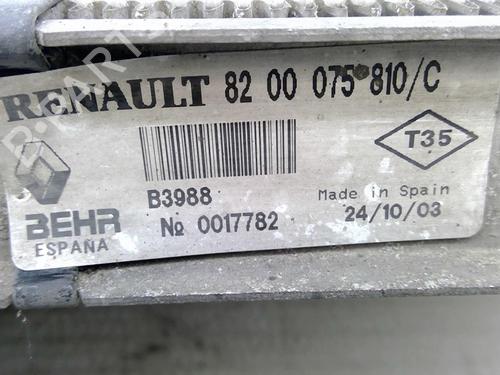 RENAULT 82 00 075 810/C
T35
B3988
Made in Spain
BEHR
№ 0017782
24/10/03
ESPAÑA